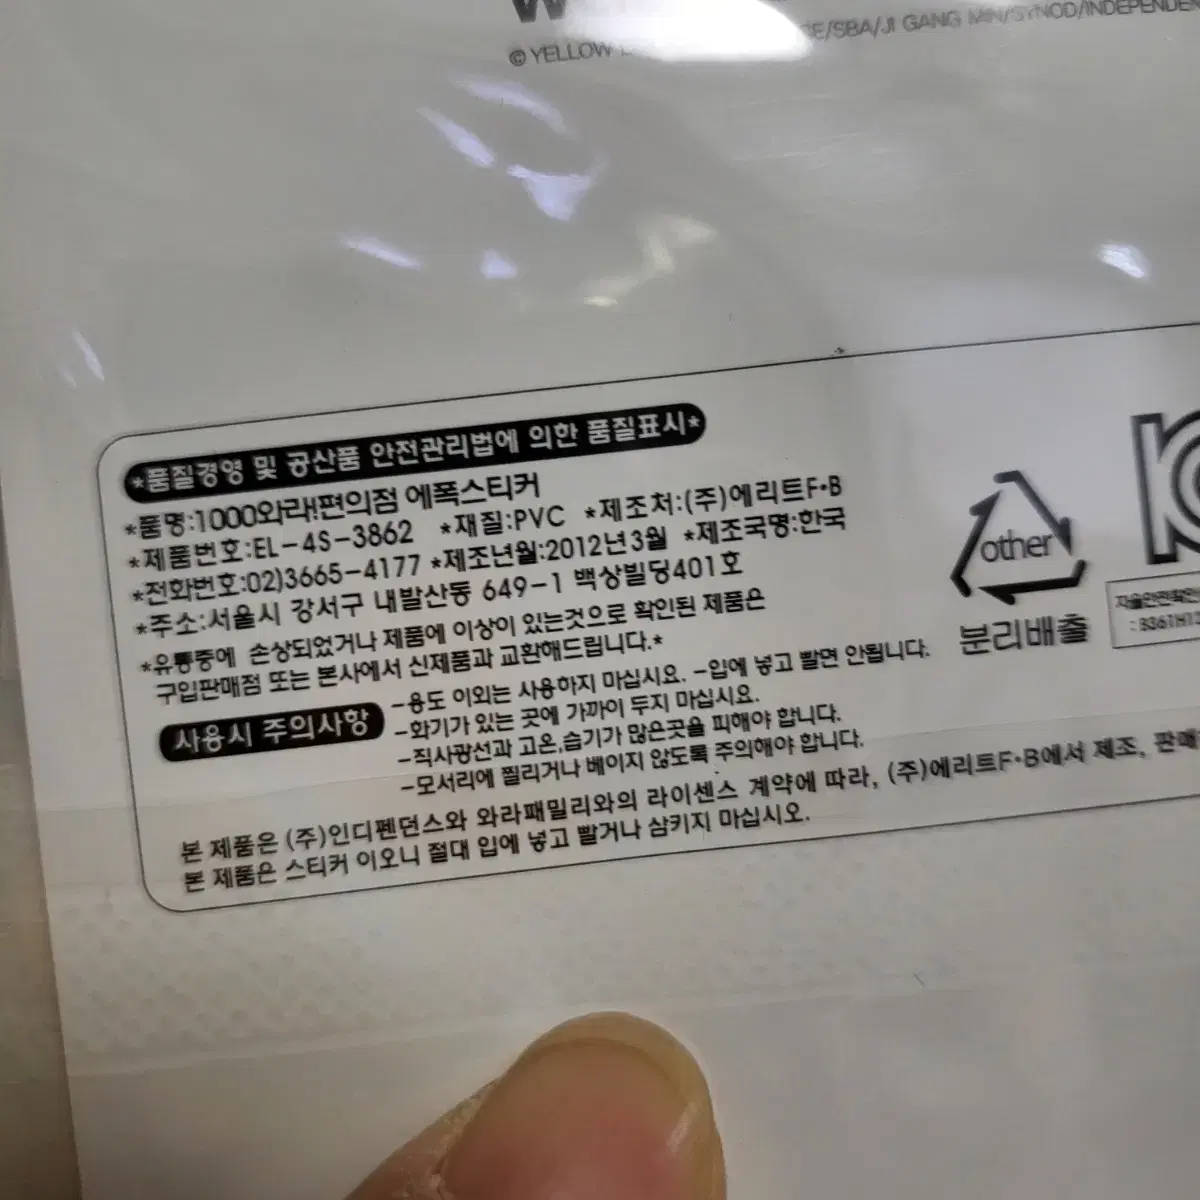 © YELLOW
SBA/JI GANG MIN/SYNOD/INDEPENDEN
*품질경영 및 공산품 안전관리법에 의한 품질표시*
*품명:1000와라!편의점 에폭스티커
*제품번호:EL-4S-3862 *재질:PVC *제조처:(주)에리트F·B
*전화번호:02)3665-4177 *제조년월:2012년3월 *제조국명:한국
*주소:서울시 강서구 내발산동 649-1 백상빌딩401호
*유통중에 손상되었거나 제품에 이상이 있는것으로 확인된 제품은
구입판매점 또는 본사에서 신제품과 교환해드립니다.*
사용시 주의사항
-용도 이외는 사용하지 마십시요. -입에 넣고 빨면 안됩니다.
-화기가 있는 곳에 가까이 두지 마십시요.
-직사광선과 고온,습기가 많은곳을 피해야 합니다.
-모서리에 찔리거나 베이지 않도록 주의해야 합니다.
본 제품은 (주)인디펜던스와 와라패밀리와의 라이센스 계약에 따라, (주)에리트F·B에서 제조, 판매
본 제품은 스티커 이오니 절대 입에 넣고 빨거나 삼키지 마십시오.
other
분리배출
자율안전확인
: B361H1